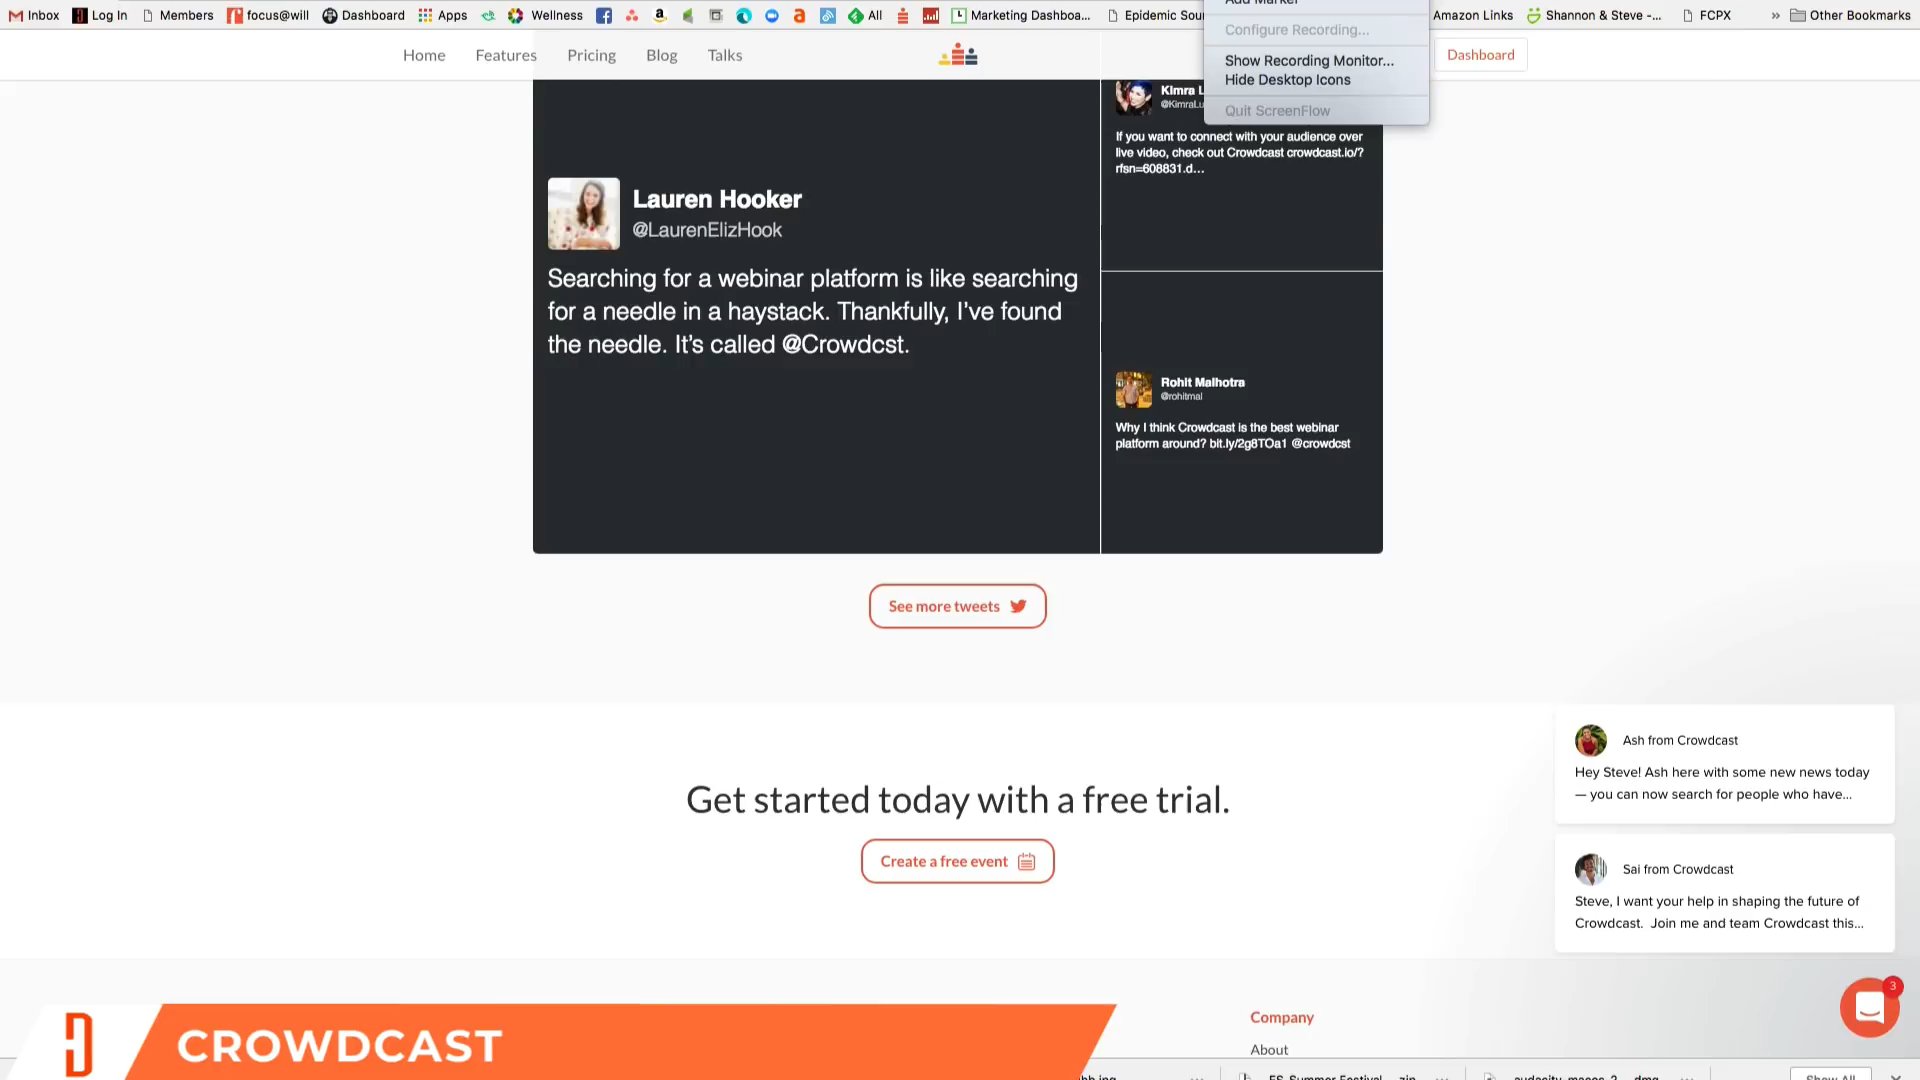 Inbox Log In Members focus@will Dashboard Apps Wellness All Marketing Dashboa... Epidemic Sou Amazon Links Shannon & Steve -... FCPX » Other Bookmarks
Add Marker
Configure Recording...
Show Recording Monitor...
Hide Desktop Icons
Quit ScreenFlow
Home Features Pricing Blog Talks Dashboard
Lauren Hooker
@LaurenElizHook
Searching for a webinar platform is like searching
for a needle in a haystack. Thankfully, I've found
the needle. It's called @Crowdcst.
Kimra L
@KimraLu
If you want to connect with your audience over
live video, check out Crowdcast crowdcast.io/?
rfsn=608831.d...
Rohit Malhotra
@rohitmal
Why I think Crowdcast is the best webinar
platform around? bit.ly/2g8TOa1 @crowdcst
See more tweets
Get started today with a free trial.
Create a free event
Ash from Crowdcast
Hey Steve! Ash here with some new news today
— you can now search for people who have...
Sai from Crowdcast
Steve, I want your help in shaping the future of
Crowdcast. Join me and team Crowdcast this...
3
Company
About
CROWDCAST
Show All